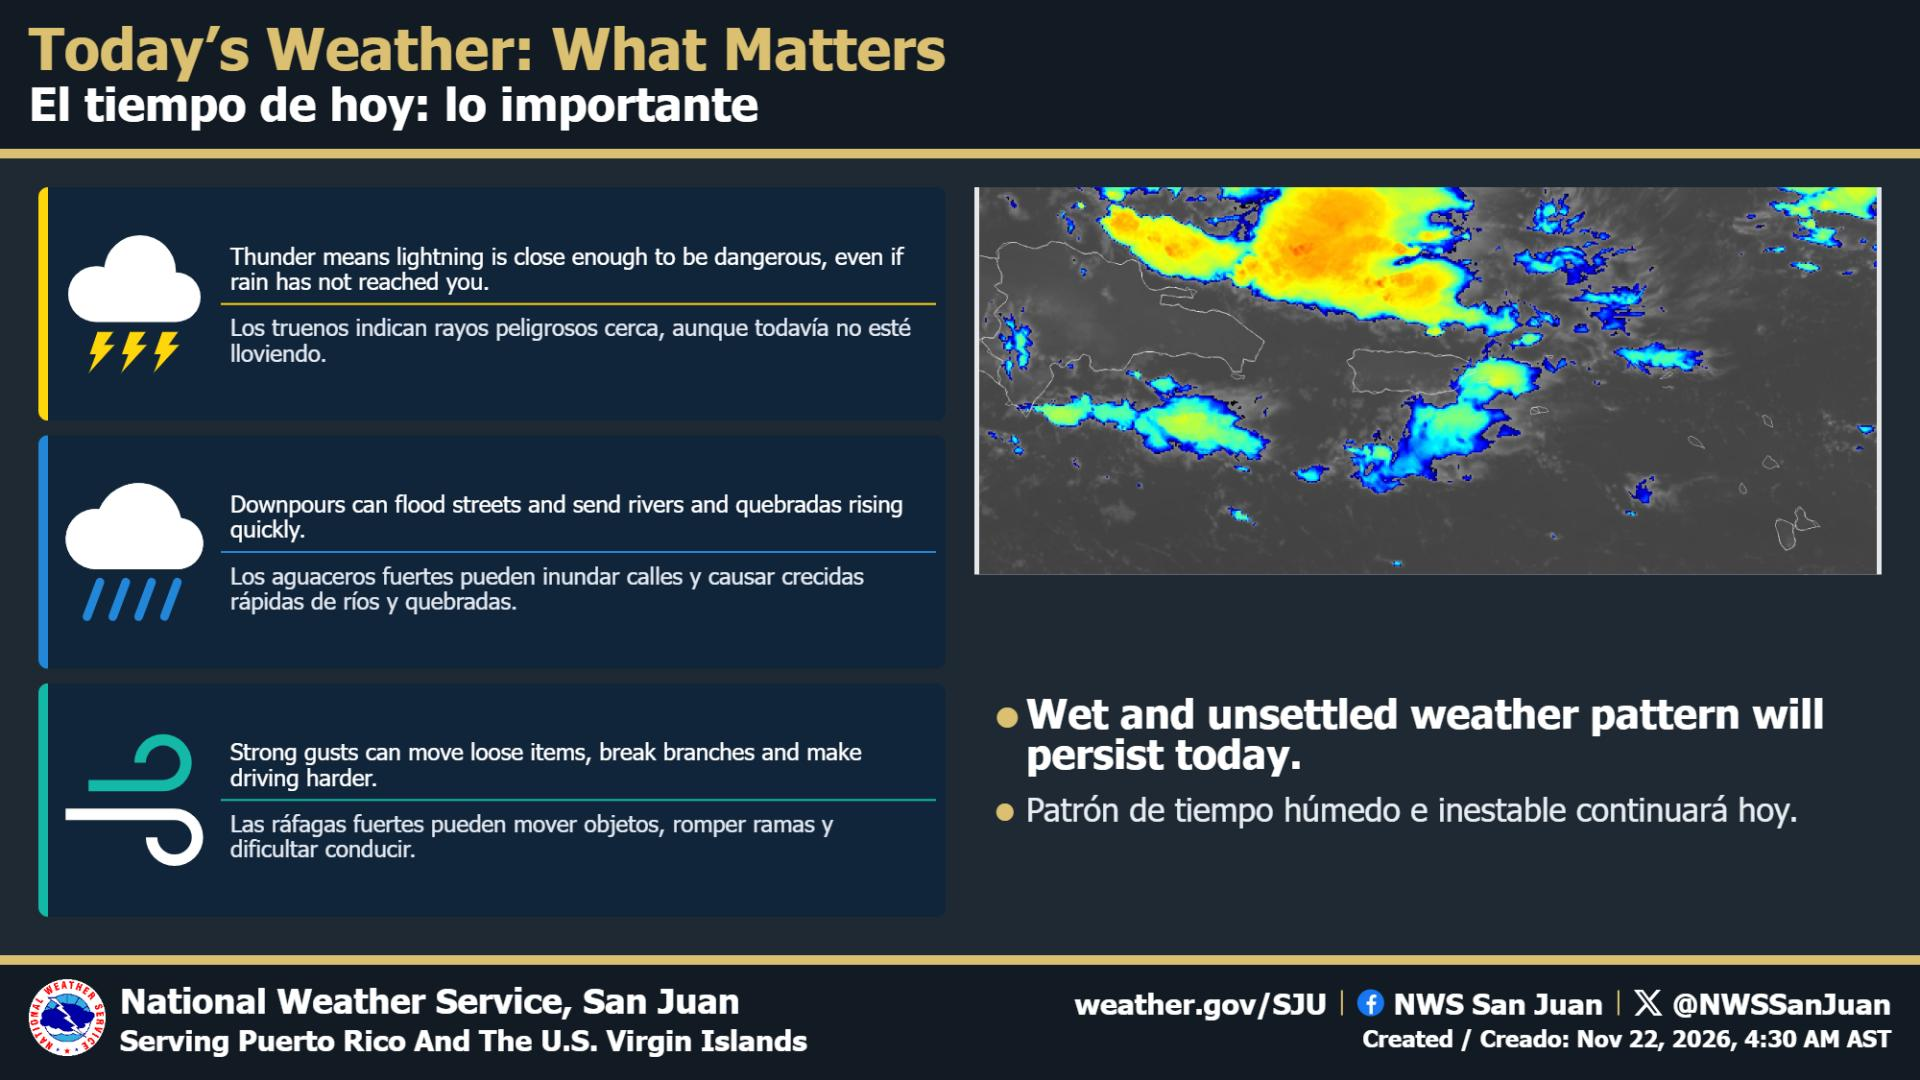 Today’s Weather: What Matters
El tiempo de hoy: lo importante
Thunder means lightning is close enough to be dangerous, even if
rain has not reached you.
Los truenos indican rayos peligrosos cerca, aunque todavía no esté
lloviendo.
Downpours can flood streets and send rivers and quebradas rising
quickly.
Los aguaceros fuertes pueden inundar calles y causar crecidas
rápidas de ríos y quebradas.
Strong gusts can move loose items, break branches and make
driving harder.
Las ráfagas fuertes pueden mover objetos, romper ramas y
dificultar conducir.
Wet and unsettled weather pattern will
persist today.
Patrón de tiempo húmedo e inestable continuará hoy.
NATIONAL WEATHER SERVICE
National Weather Service, San Juan
Serving Puerto Rico And The U.S. Virgin Islands
weather.gov/SJU | NWS San Juan | @NWSSanJuan
Created / Creado: Nov 22, 2026, 4:30 AM AST